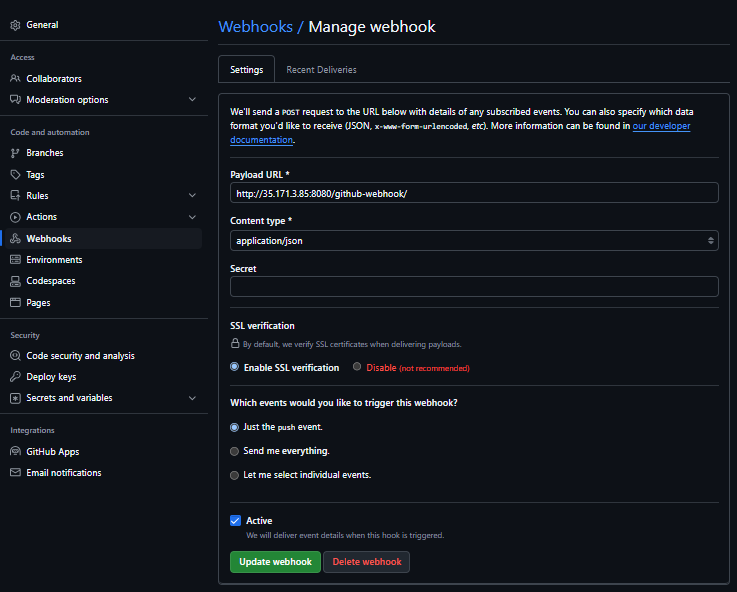 General
Access
Collaborators
Moderation options
Code and automation
Branches
Tags
Rules
Actions
Webhooks
Environments
Codespaces
Pages
Security
Code security and analysis
Deploy keys
Secrets and variables
Integrations
GitHub Apps
Email notifications
Webhooks / Manage webhook
Settings
Recent Deliveries
We'll send a POST request to the URL below with details of any subscribed events. You can also specify which data
format you'd like to receive (JSON, x-www-form-urlencoded, etc). More information can be found in our developer
documentation.
Payload URL *
http://35.171.3.85:8080/github-webhook/
Content type *
application/json
Secret
SSL verification
By default, we verify SSL certificates when delivering payloads.
Enable SSL verification
Disable (not recommended)
Which events would you like to trigger this webhook?
Just the push event.
Send me everything.
Let me select individual events.
Active
We will deliver event details when this hook is triggered.
Update webhook
Delete webhook